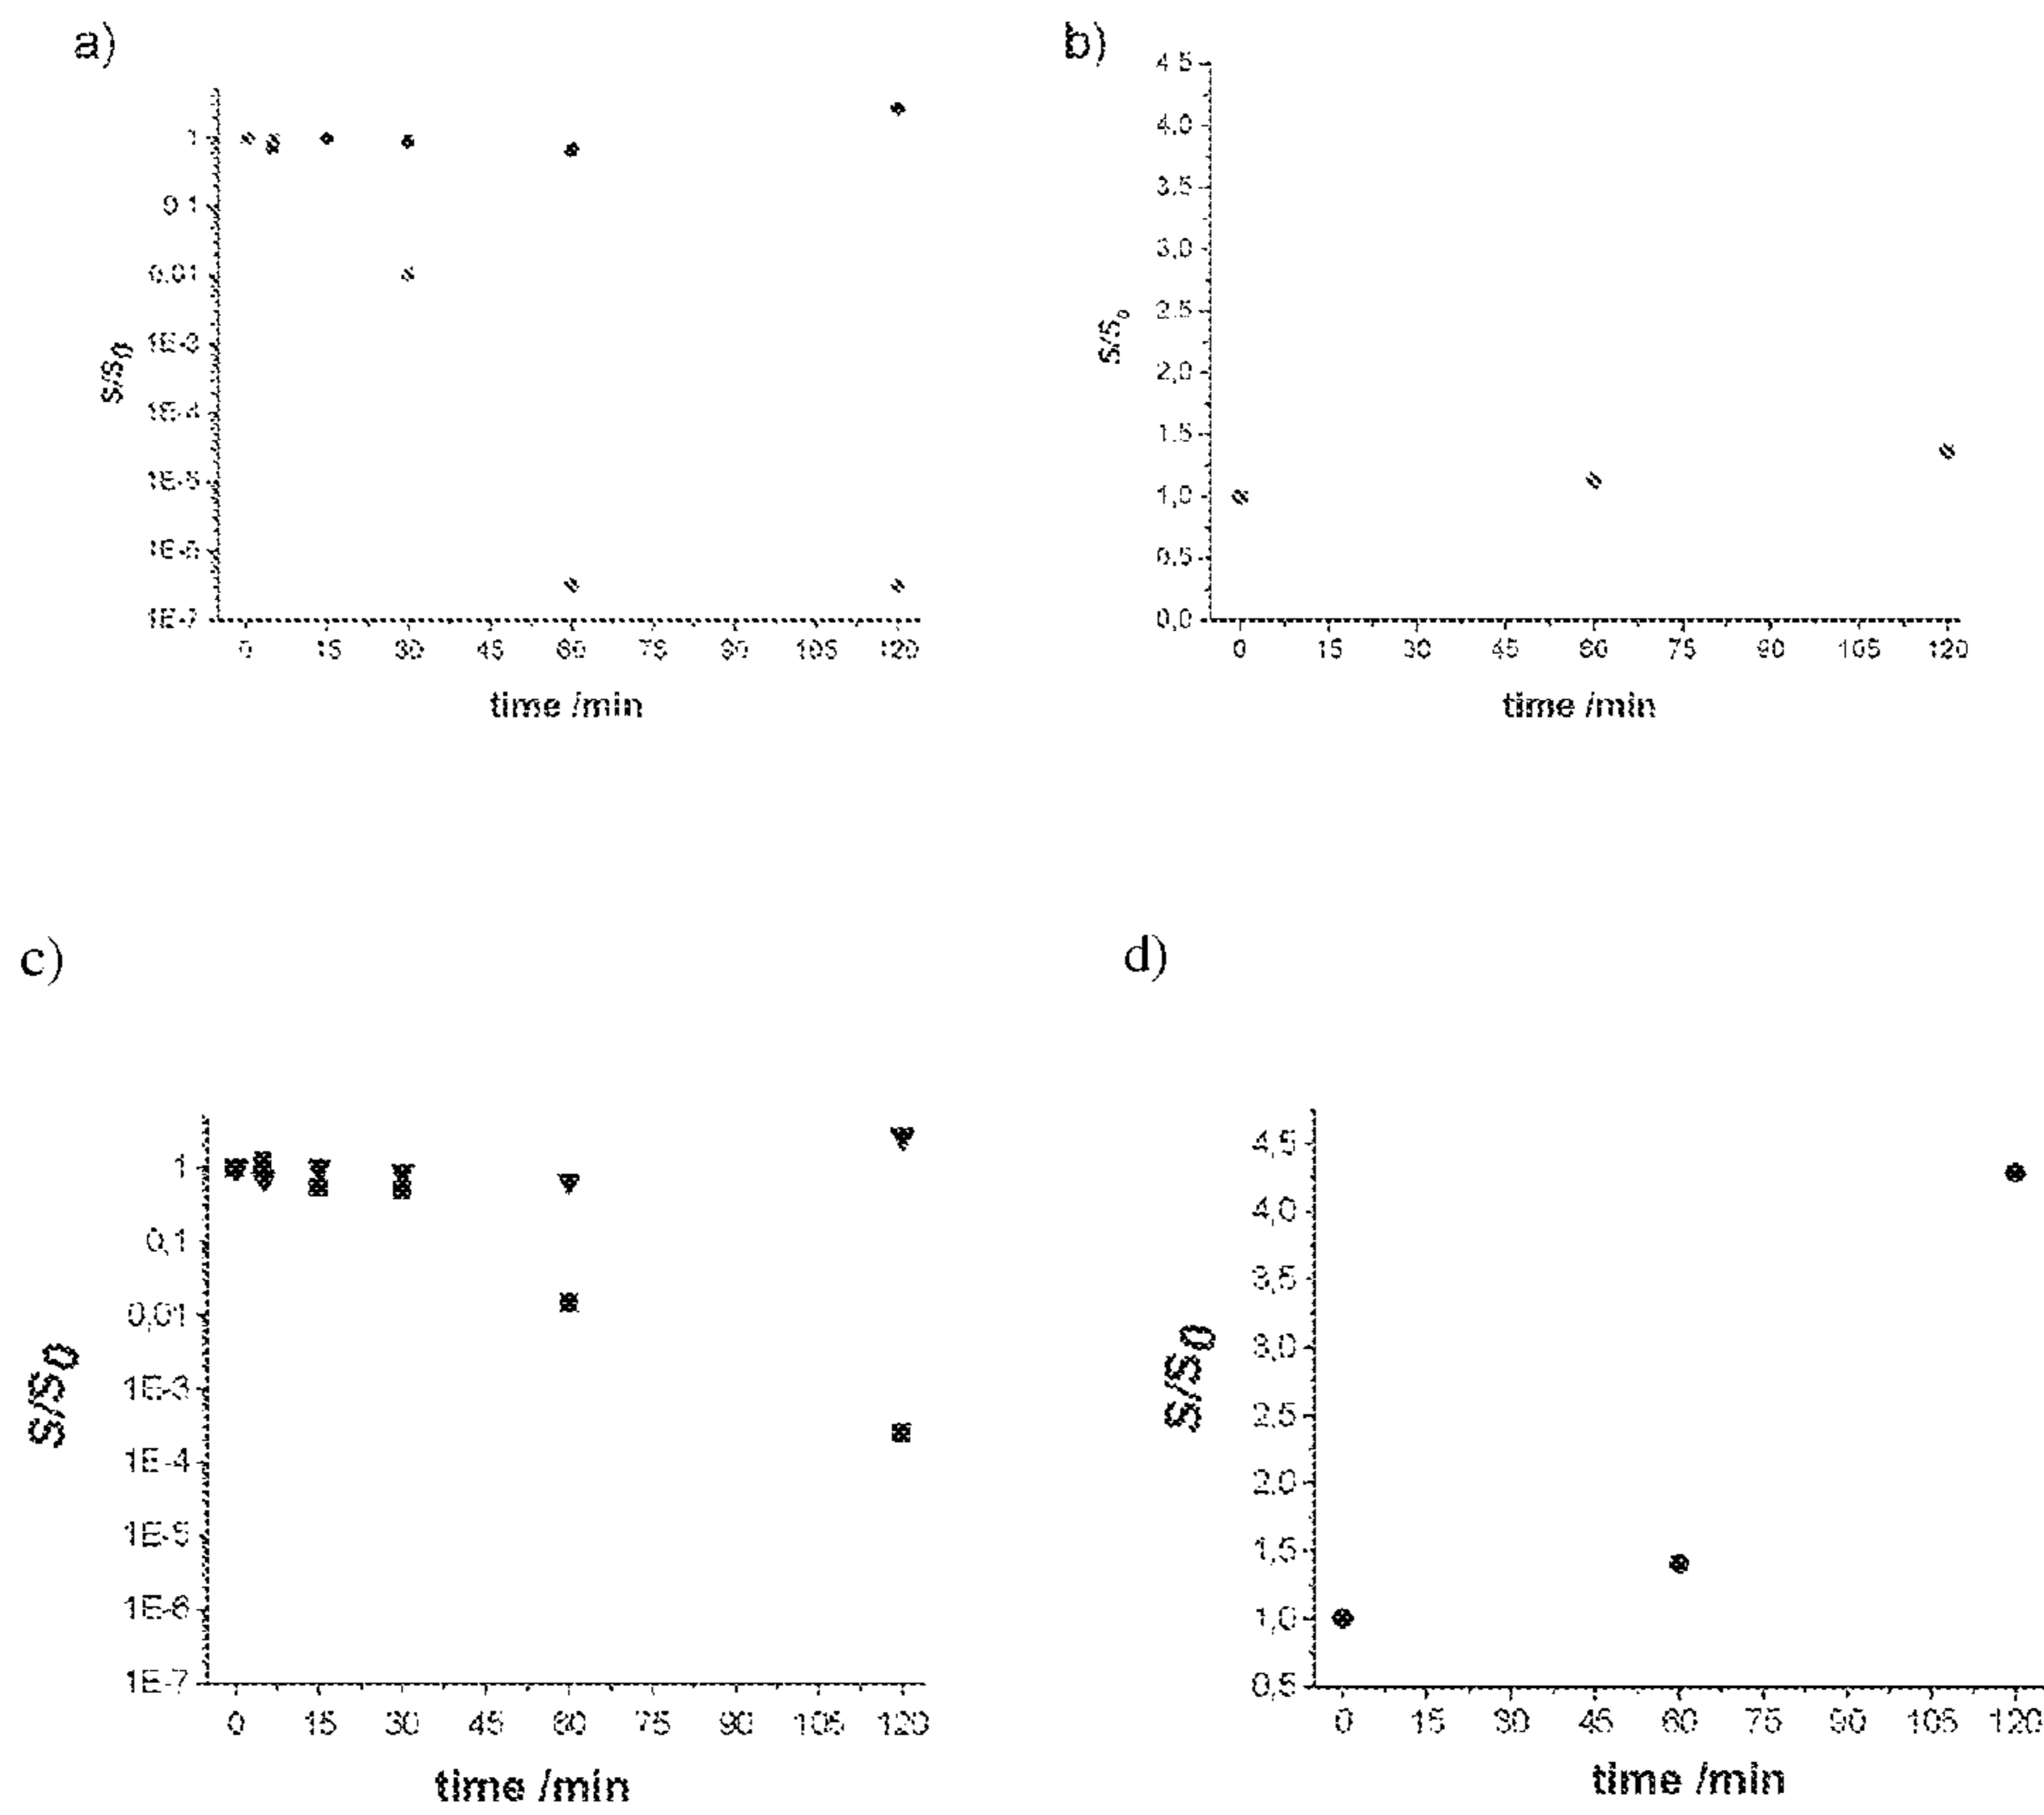 a)
1
0,1
0,01
1E-3
1E-4
1E-5
1E-6
1E-7
s/s0
0 15 30 45 60 75 90 105 120
time /min
b)
4,5
4,0
3,5
3,0
2,5
2,0
1,5
1,0
0,5
0,0
s/s0
0 15 30 45 60 75 90 105 120
time /min
c)
1
0,1
0,01
1E-3
1E-4
1E-5
1E-6
1E-7
S/S0
0 15 30 45 60 75 90 105 120
time /min
d)
4,5
4,0
3,5
3,0
2,5
2,0
1,5
1,0
0,5
S/S0
0 15 30 45 60 75 90 105 120
time /min